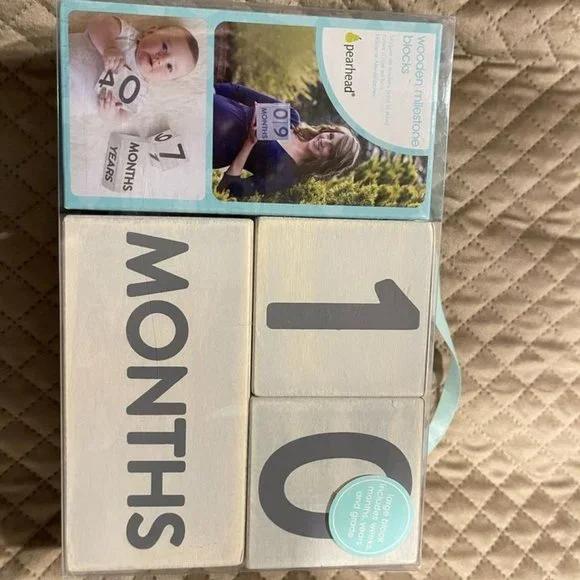 pearhead®
wooden milestone
blocks
0 9
MONTHS
0 4
0 7
MONTHS
YEARS
1 0
MONTHS
large block
includes weeks
months, years
and grade